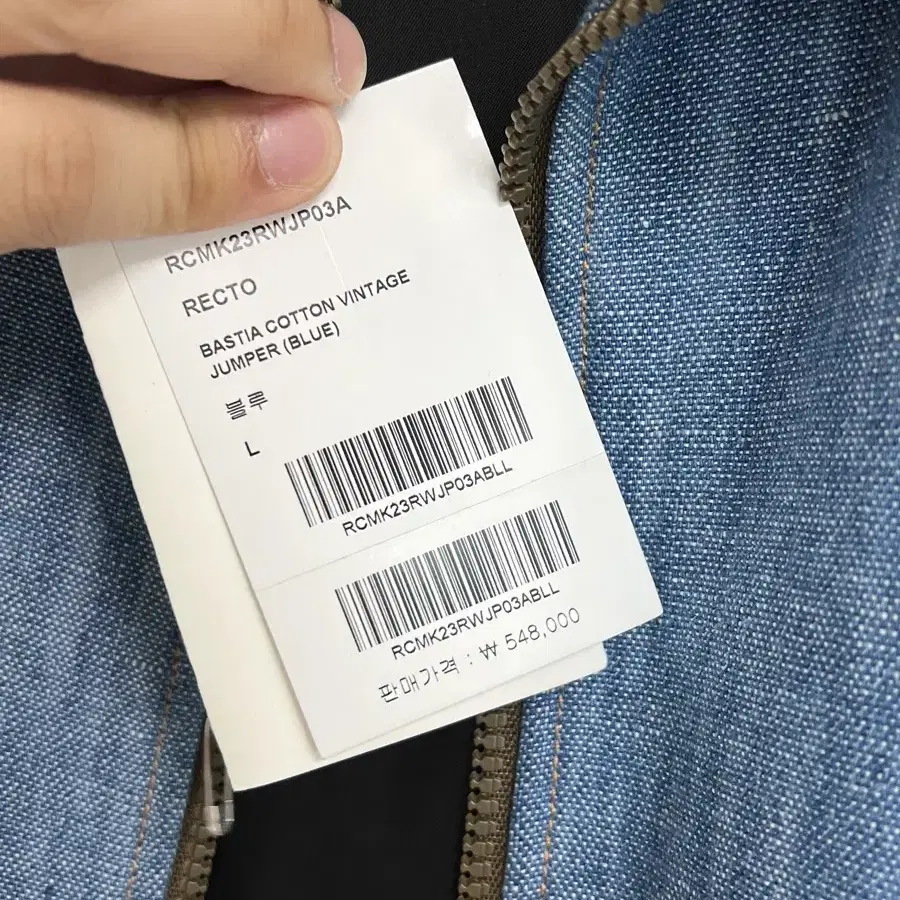 RCMK23RWJP03A
RECTO
BASTIA COTTON VINTAGE
JUMPER (BLUE)
블루
L
RCMK23RWJP03ABLL
RCMK23RWJP03ABLL
판매가격 : ₩ 548,000